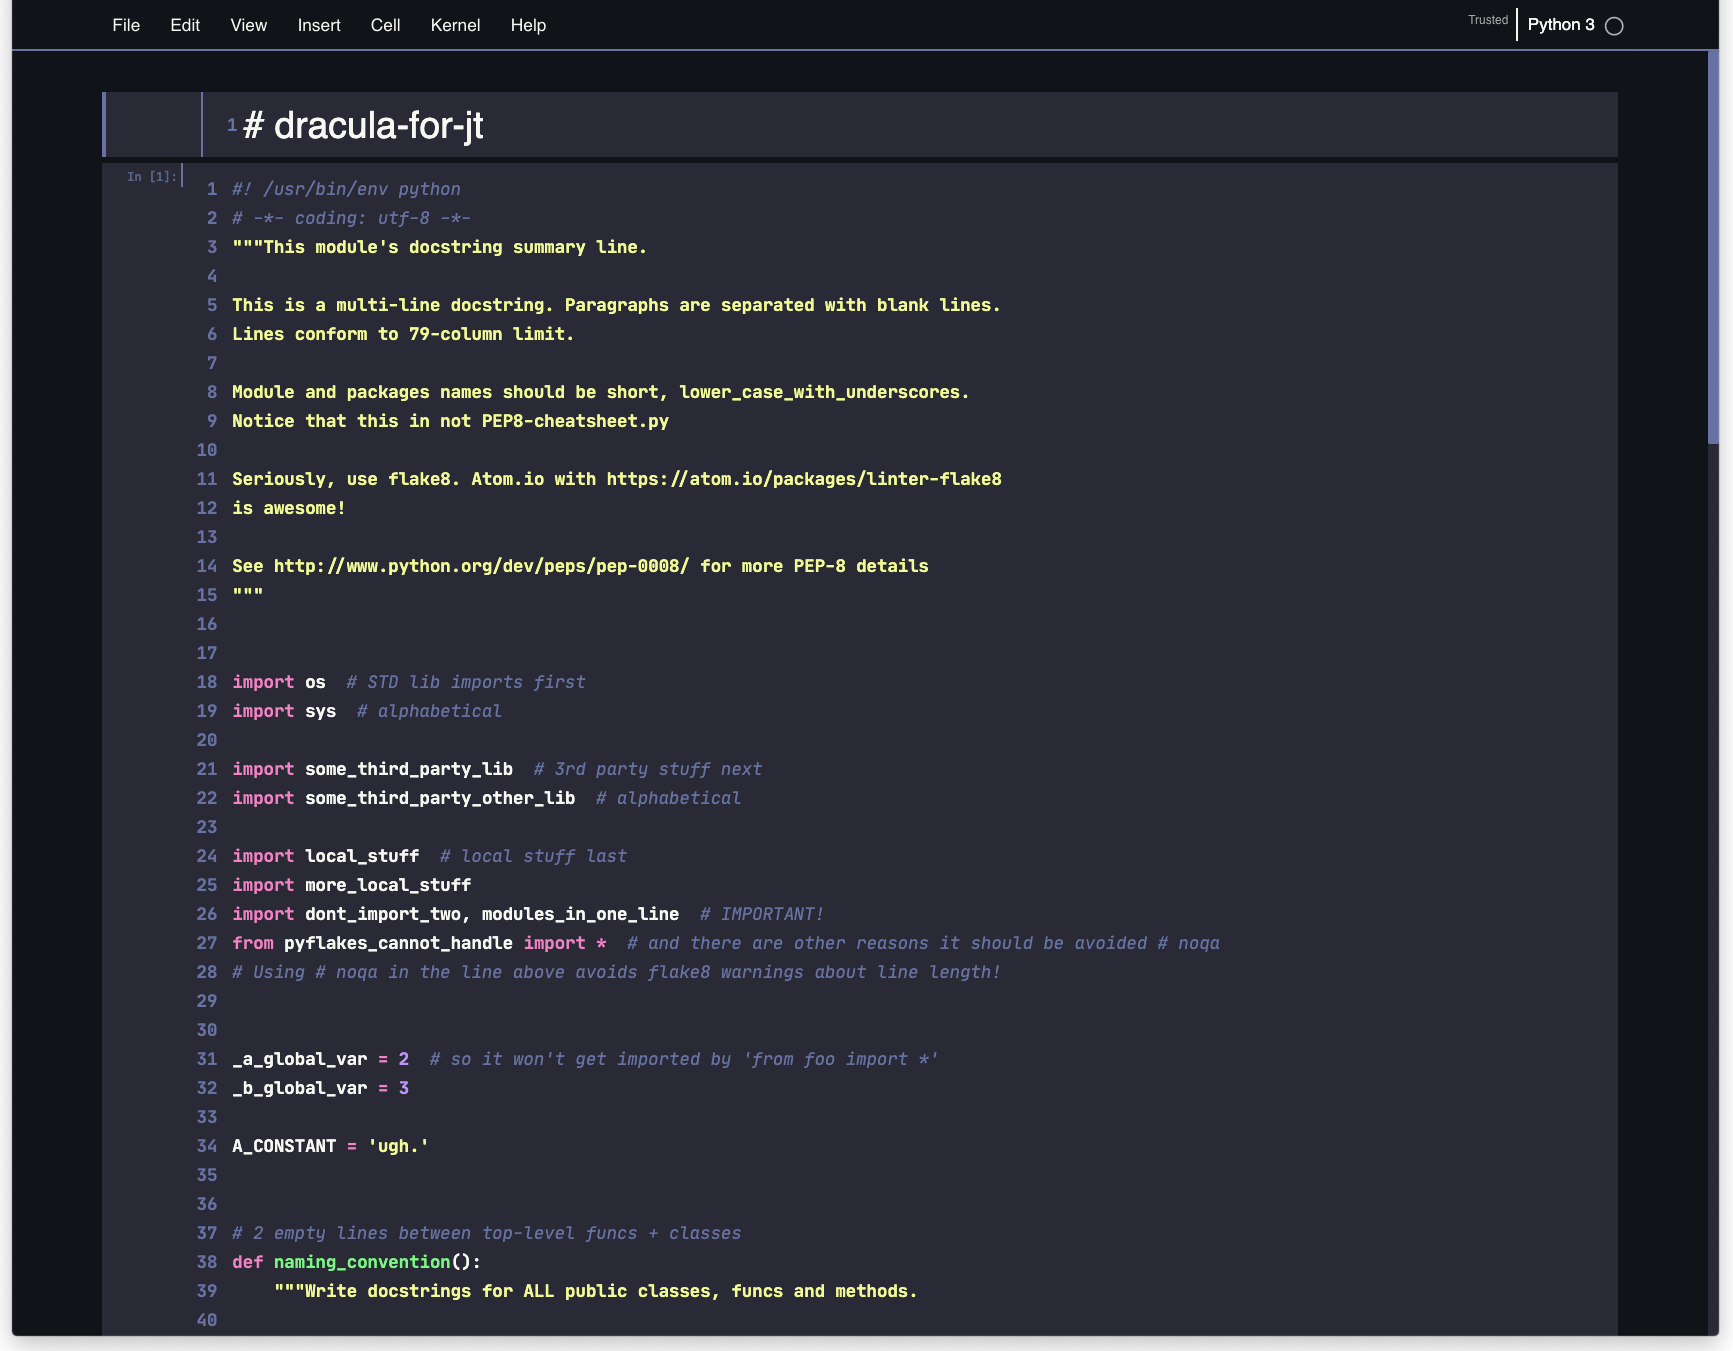 File Edit View Insert Cell Kernel Help Trusted Python 3
1 # dracula-for-jt
In [1]:
1 #! /usr/bin/env python
2 # -*- coding: utf-8 -*-
3 """This module's docstring summary line.
4
5 This is a multi-line docstring. Paragraphs are separated with blank lines.
6 Lines conform to 79-column limit.
7
8 Module and packages names should be short, lower_case_with_underscores.
9 Notice that this in not PEP8-cheatsheet.py
10
11 Seriously, use flake8. Atom.io with https://atom.io/packages/linter-flake8
12 is awesome!
13
14 See http://www.python.org/dev/peps/pep-0008/ for more PEP-8 details
15 """
16
17
18 import os  # STD lib imports first
19 import sys  # alphabetical
20
21 import some_third_party_lib  # 3rd party stuff next
22 import some_third_party_other_lib  # alphabetical
23
24 import local_stuff  # local stuff last
25 import more_local_stuff
26 import dont_import_two, modules_in_one_line  # IMPORTANT!
27 from pyflakes_cannot_handle import *  # and there are other reasons it should be avoided # noqa
28 # Using # noqa in the line above avoids flake8 warnings about line length!
29
30
31 _a_global_var = 2  # so it won't get imported by 'from foo import *'
32 _b_global_var = 3
33
34 A_CONSTANT = 'ugh.'
35
36
37 # 2 empty lines between top-level funcs + classes
38 def naming_convention():
39     """Write docstrings for ALL public classes, funcs and methods.
40